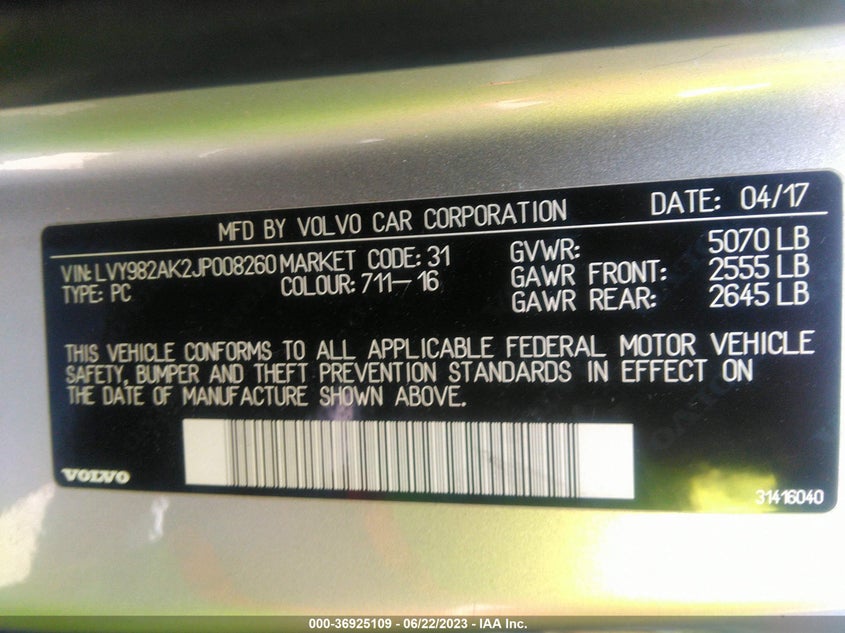 MFD BY VOLVO CAR CORPORATION DATE: 04/17
VIN: LVY982AK2JP008260 MARKET CODE: 31 GVWR: 5070 LB
TYPE: PC COLOUR: 711-16 GAWR FRONT: 2555 LB
GAWR REAR: 2645 LB
THIS VEHICLE CONFORMS TO ALL APPLICABLE FEDERAL MOTOR VEHICLE
SAFETY, BUMPER AND THEFT PREVENTION STANDARDS IN EFFECT ON
THE DATE OF MANUFACTURE SHOWN ABOVE.
VOLVO
31416040
000-36925109 - 06/22/2023 - IAA Inc.